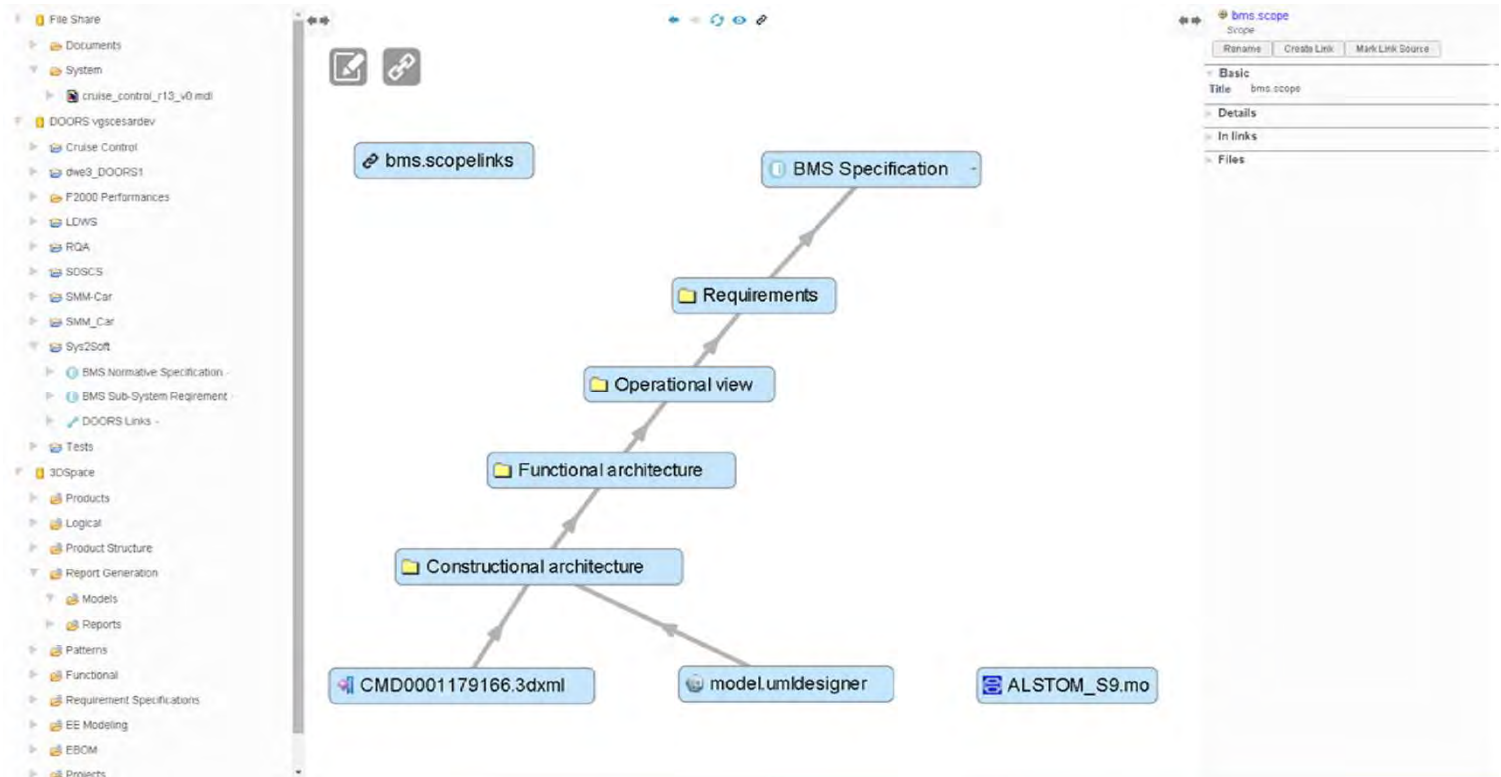 File Share
Documents
System
cruise_control_r13_v0.mdl
DOORS vgscesardev
Cruise Control
dwe3_DOORS1
F2000 Performances
LDWS
RQA
SDSCS
SMM-Car
SMM_Car
Sys2Soft
BMS Normative Specification -
BMS Sub-System Reqirement -
DOORS Links -
Tests
3DSpace
Products
Logical
Product Structure
Report Generation
Models
Reports
Patterns
Functional
Requirement Specifications
EE Modeling
EBOM
Projects
bms.scopelinks
BMS Specification -
Requirements
Operational view
Functional architecture
Constructional architecture
CMD0001179166.3dxml
model.umldesigner
ALSTOM_S9.mo
bms.scope
Scope
Rename Create Link Mark Link Source
Basic
Title bms.scope
Details
In links
Files